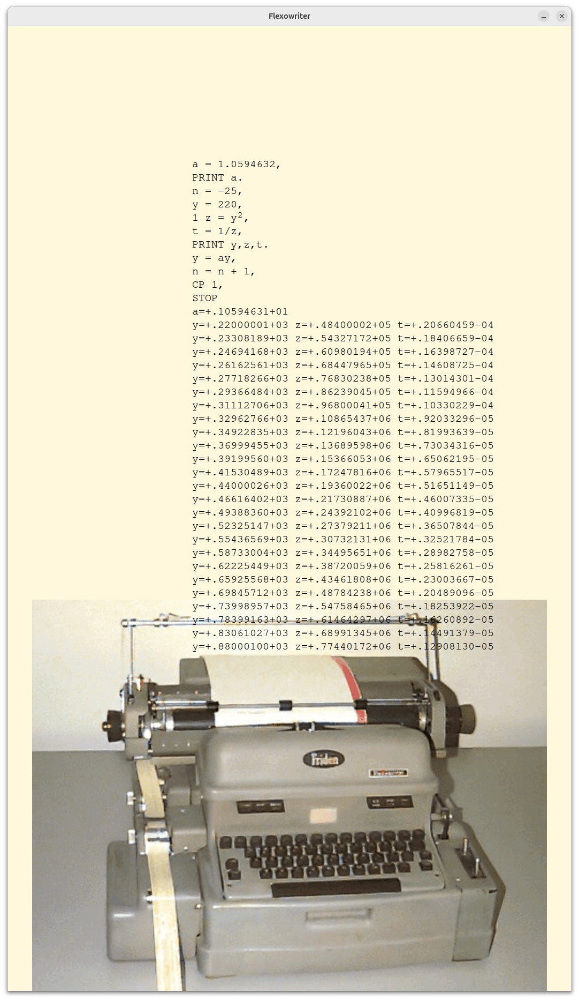 Flexowriter
a = 1.0594632,
PRINT a.
n = -25,
y = 220,
1 z = y²,
t = 1/z,
PRINT y,z,t.
y = ay,
n = n + 1,
CP 1,
STOP
a=+.10594631+01
y=+.22000001+03 z=+.48400002+05 t=+.20660459-04
y=+.23308189+03 z=+.54327172+05 t=+.18406659-04
y=+.24694168+03 z=+.60980194+05 t=+.16398727-04
y=+.26162561+03 z=+.68447965+05 t=+.14608725-04
y=+.27718266+03 z=+.76830238+05 t=+.13014301-04
y=+.29366484+03 z=+.86239045+05 t=+.11594966-04
y=+.31112706+03 z=+.96800041+05 t=+.10330229-04
y=+.32962766+03 z=+.10865437+06 t=+.92033296-05
y=+.34922835+03 z=+.12196043+06 t=+.81993639-05
y=+.36999455+03 z=+.13689598+06 t=+.73034316-05
y=+.39199560+03 z=+.15366053+06 t=+.65062195-05
y=+.41530489+03 z=+.17247816+06 t=+.57965517-05
y=+.44000026+03 z=+.19360022+06 t=+.51651149-05
y=+.46616402+03 z=+.21730887+06 t=+.46007335-05
y=+.49388360+03 z=+.24392102+06 t=+.40996819-05
y=+.52325147+03 z=+.27379211+06 t=+.36507844-05
y=+.55436569+03 z=+.30732131+06 t=+.32521784-05
y=+.58733004+03 z=+.34495651+06 t=+.28982758-05
y=+.62225449+03 z=+.38720059+06 t=+.25816261-05
y=+.65925568+03 z=+.43461808+06 t=+.23003667-05
y=+.69845712+03 z=+.48784238+06 t=+.20489096-05
y=+.73998957+03 z=+.54758465+06 t=+.18253922-05
y=+.78399163+03 z=+.61464297+06 t=+.16260892-05
y=+.83061027+03 z=+.68991345+06 t=+.14491379-05
y=+.88000100+03 z=+.77440172+06 t=+.12908130-05
friden